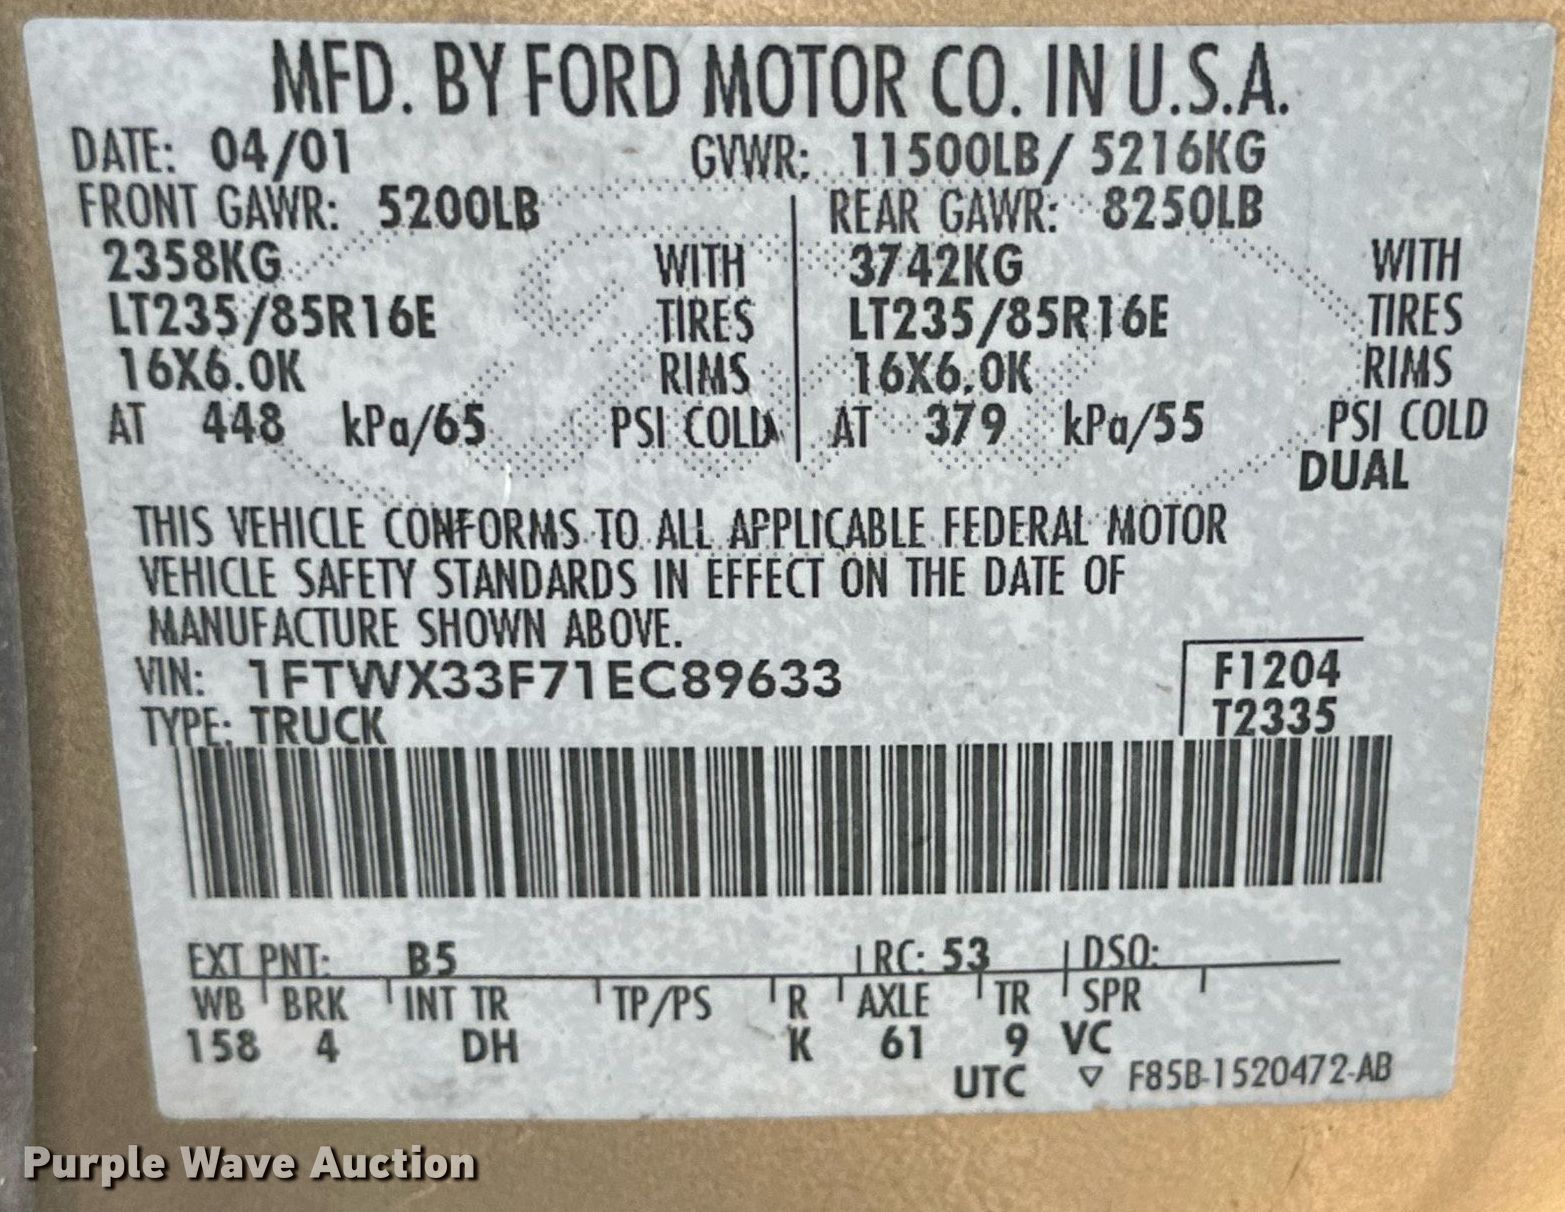 MFD. BY FORD MOTOR CO. IN U.S.A.
DATE: 04/01 GVWR: 11500LB/ 5216KG
FRONT GAWR: 5200LB REAR GAWR: 8250LB
2358KG WITH 3742KG WITH
LT235/85R16E TIRES LT235/85R16E TIRES
16X6.0K RIMS 16X6.0K RIMS
AT 448 kPa/65 PSI COLD AT 379 kPa/55 PSI COLD
DUAL
THIS VEHICLE CONFORMS TO ALL APPLICABLE FEDERAL MOTOR
VEHICLE SAFETY STANDARDS IN EFFECT ON THE DATE OF
MANUFACTURE SHOWN ABOVE.
VIN: 1FTWX33F71EC89633 F1204
TYPE: TRUCK T2335
EXT PNT: B5 RC: 53 DSO:
WB BRK INT TR TP/PS R AXLE TR SPR
158 4 DH K 61 9 VC
UTC ▽ F85B-1520472-AB
Purple Wave Auction